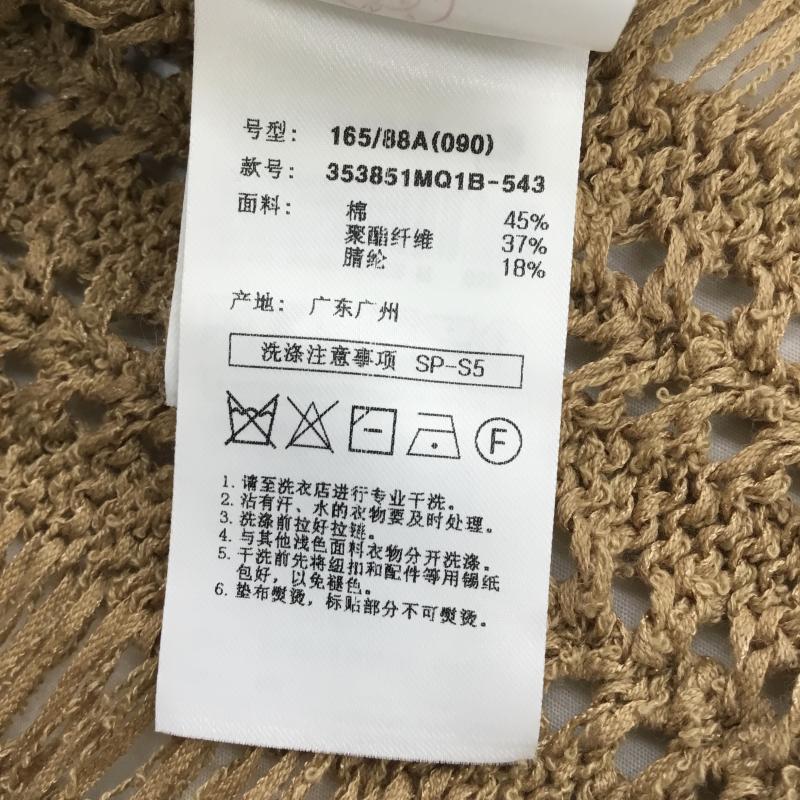 号型： 165/88A(090)
款号： 353851MQ1B-543
面料： 棉 45%
聚酯纤维 37%
腈纶 18%
产地： 广东广州
洗涤注意事项 SP-S5
F
1. 请至洗衣店进行专业干洗。
2. 沾有汗、水的衣物要及时处理。
3. 洗涤前拉好拉链。
4. 与其他浅色面料衣物分开洗涤。
5. 干洗前先将纽扣和配件等用锡纸
包好，以免褪色。
6. 垫布熨烫，标贴部分不可熨烫。